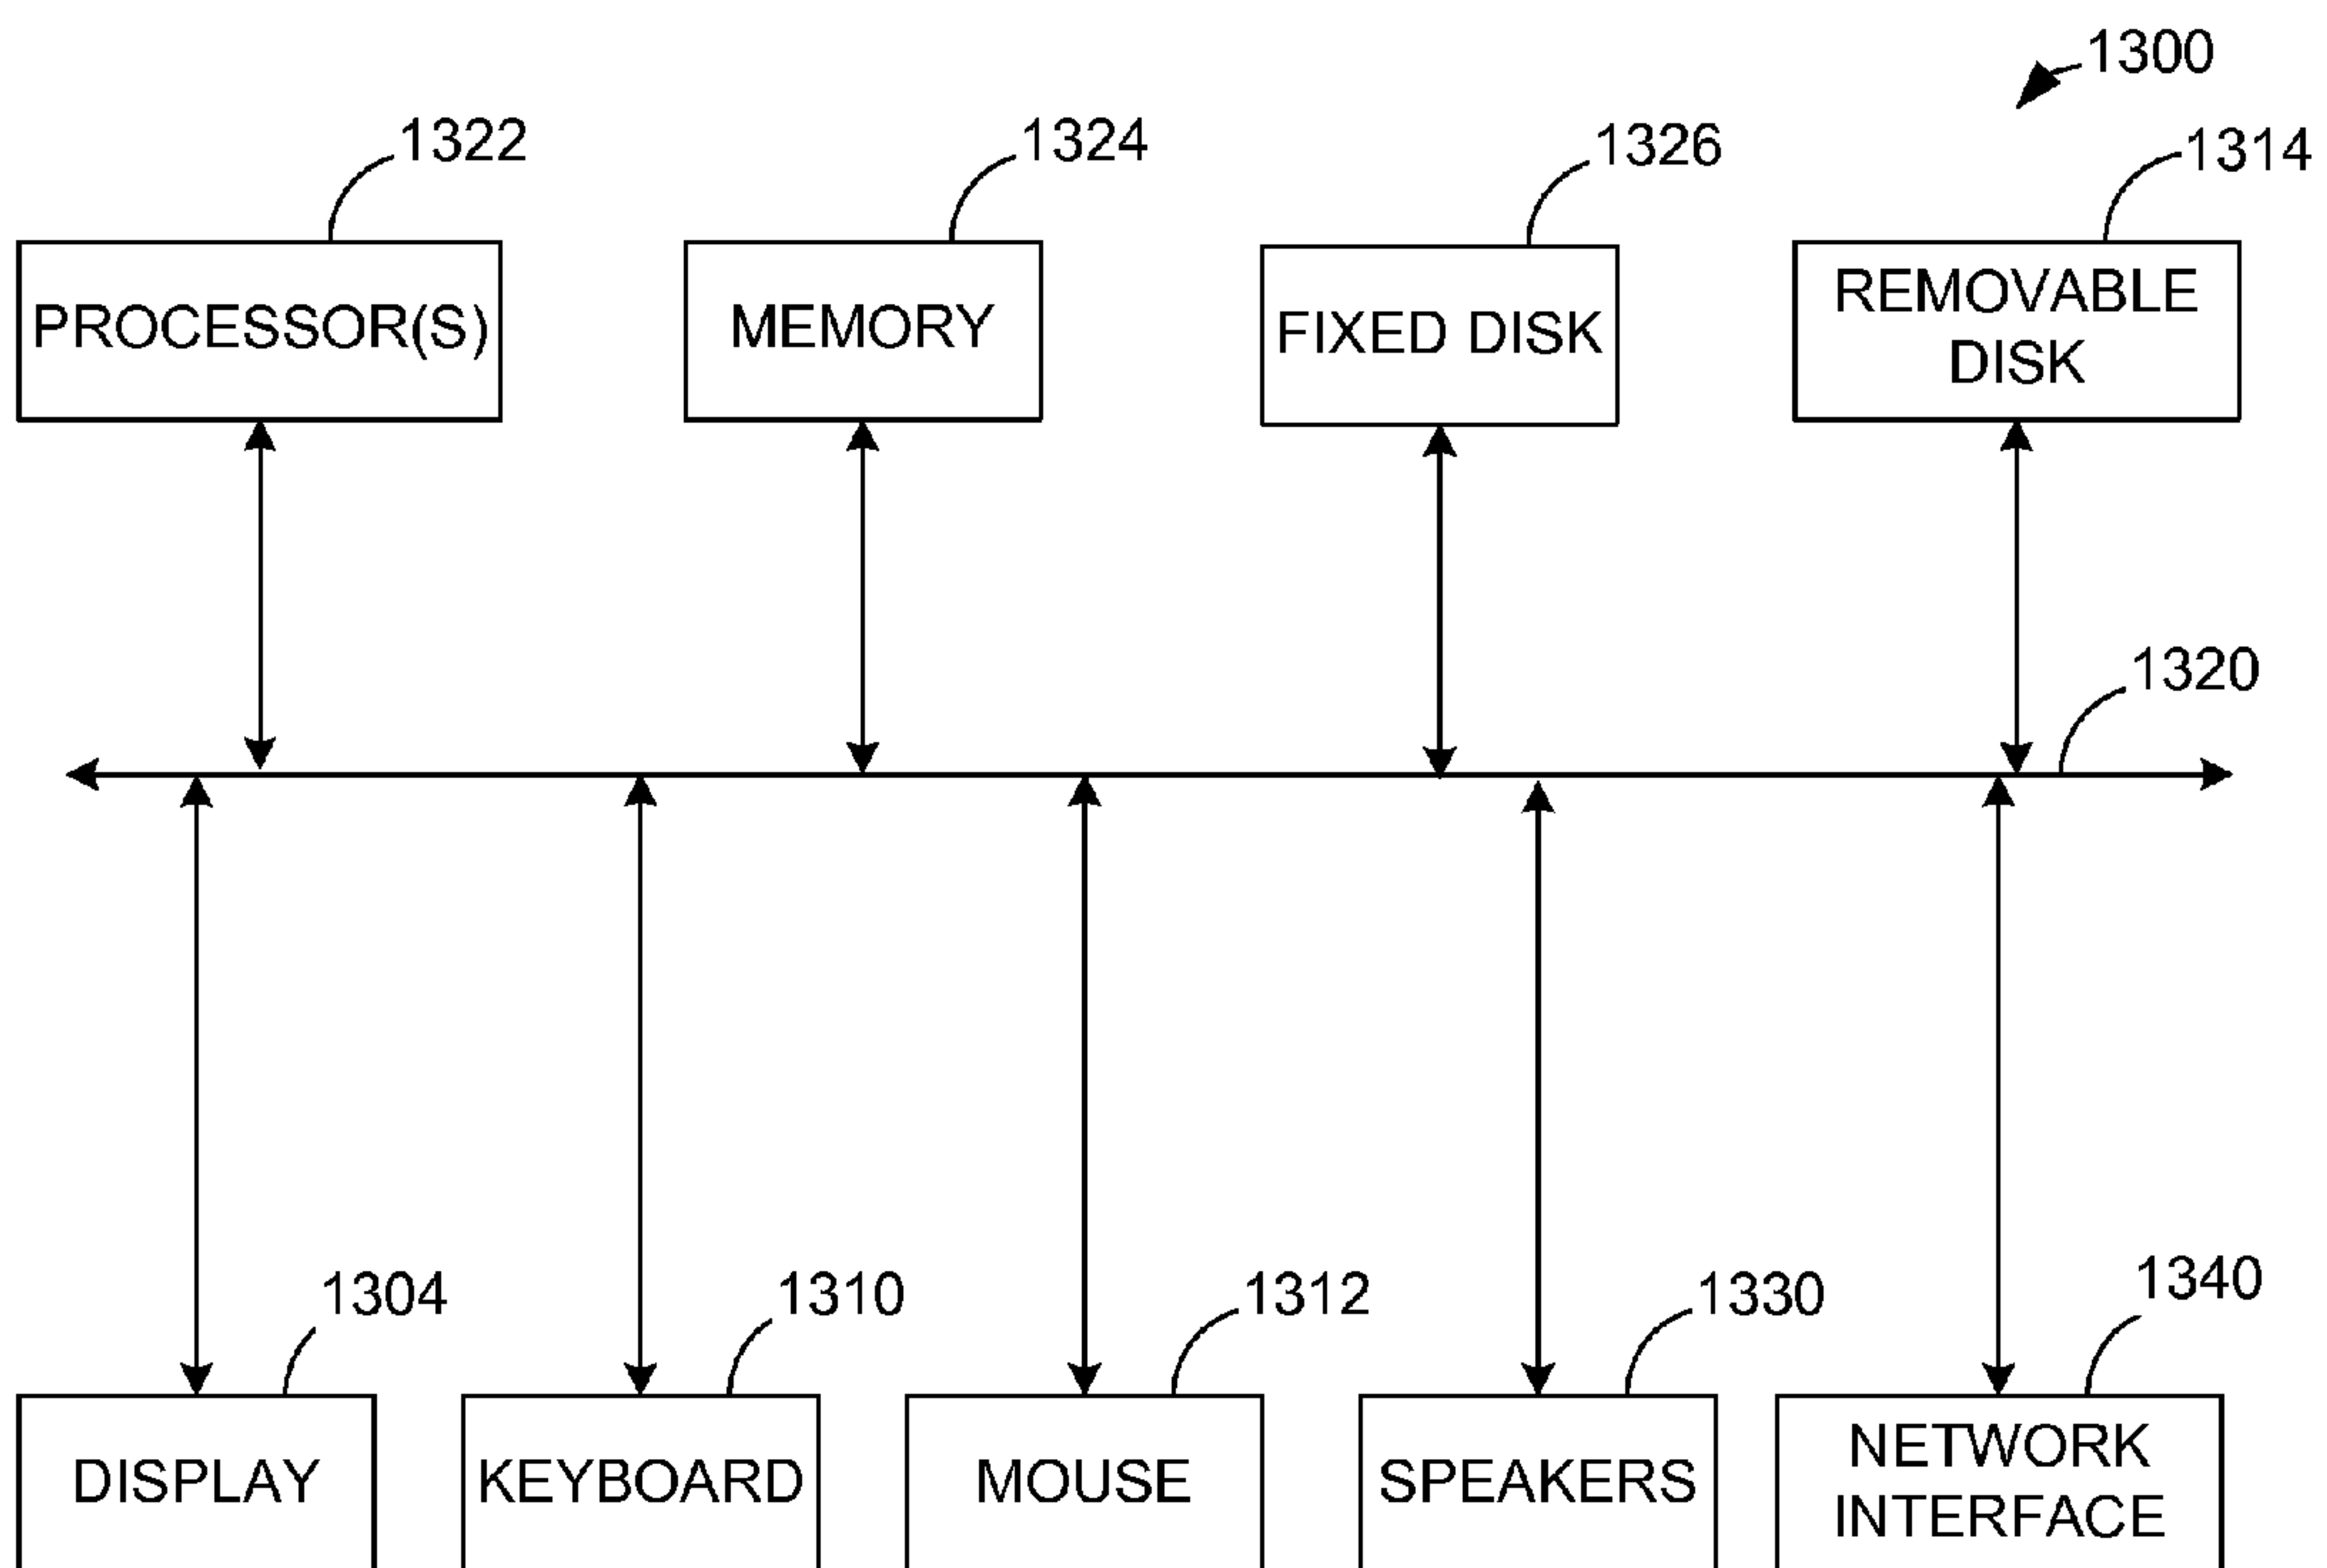 1300
1322
1324
1326
1314
PROCESSOR(S)
MEMORY
FIXED DISK
REMOVABLE
DISK
1320
1304
1310
1312
1330
1340
DISPLAY
KEYBOARD
MOUSE
SPEAKERS
NETWORK
INTERFACE